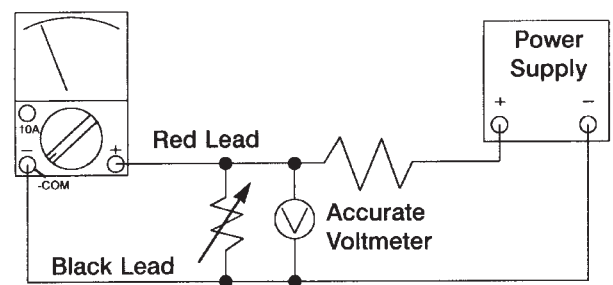 Power
Supply
+ −
10A
− +
-COM
Red Lead
V
Accurate
Voltmeter
Black Lead